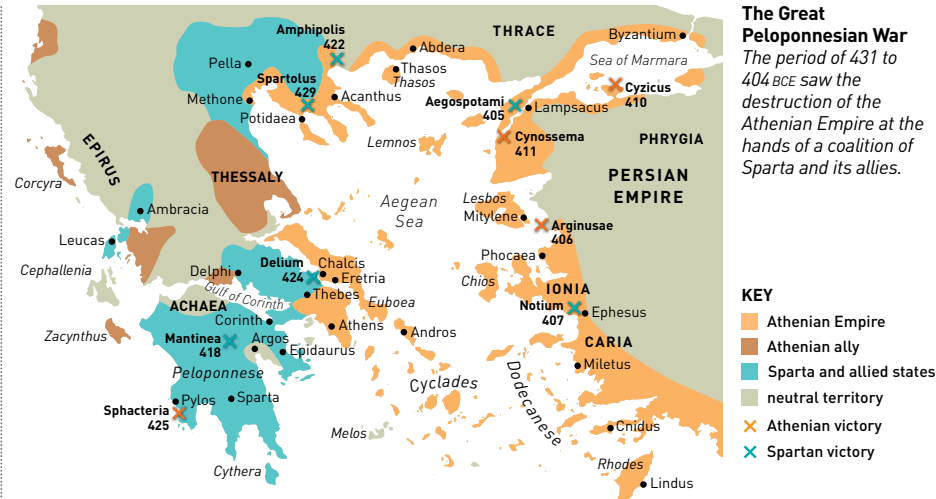 Amphipolis
422
THRACE
Byzantium
Abdera
Sea of Marmara
Pella
Thasos
Thasos
Spartolus
429
Cyzicus
410
Methone
Acanthus
Aegospotami
405
Lampsacus
Potidaea
Cynossema
411
Lemnos
PHRYGIA
EPIRUS
THESSALY
PERSIAN
EMPIRE
Corcyra
Aegean
Sea
Lesbos
Mitylene
Ambracia
Arginusae
406
Leucas
Phocaea
Delium
424
Chalcis
Cephallenia
Delphi
Eretria
Chios
Gulf of Corinth
Thebes
Euboea
IONIA
ACHAEA
Notium
407
Ephesus
Corinth
Zacynthus
Athens
Andros
Mantinea
418
Argos
CARIA
Epidaurus
Miletus
Peloponnese
Cyclades
Dodecanese
Pylos
Sparta
Sphacteria
425
Cnidus
Melos
Cythera
Rhodes
Lindus
The Great
Peloponnesian War
The period of 431 to
404 BCE saw the
destruction of the
Athenian Empire at the
hands of a coalition of
Sparta and its allies.
KEY
Athenian Empire
Athenian ally
Sparta and allied states
neutral territory
Athenian victory
Spartan victory